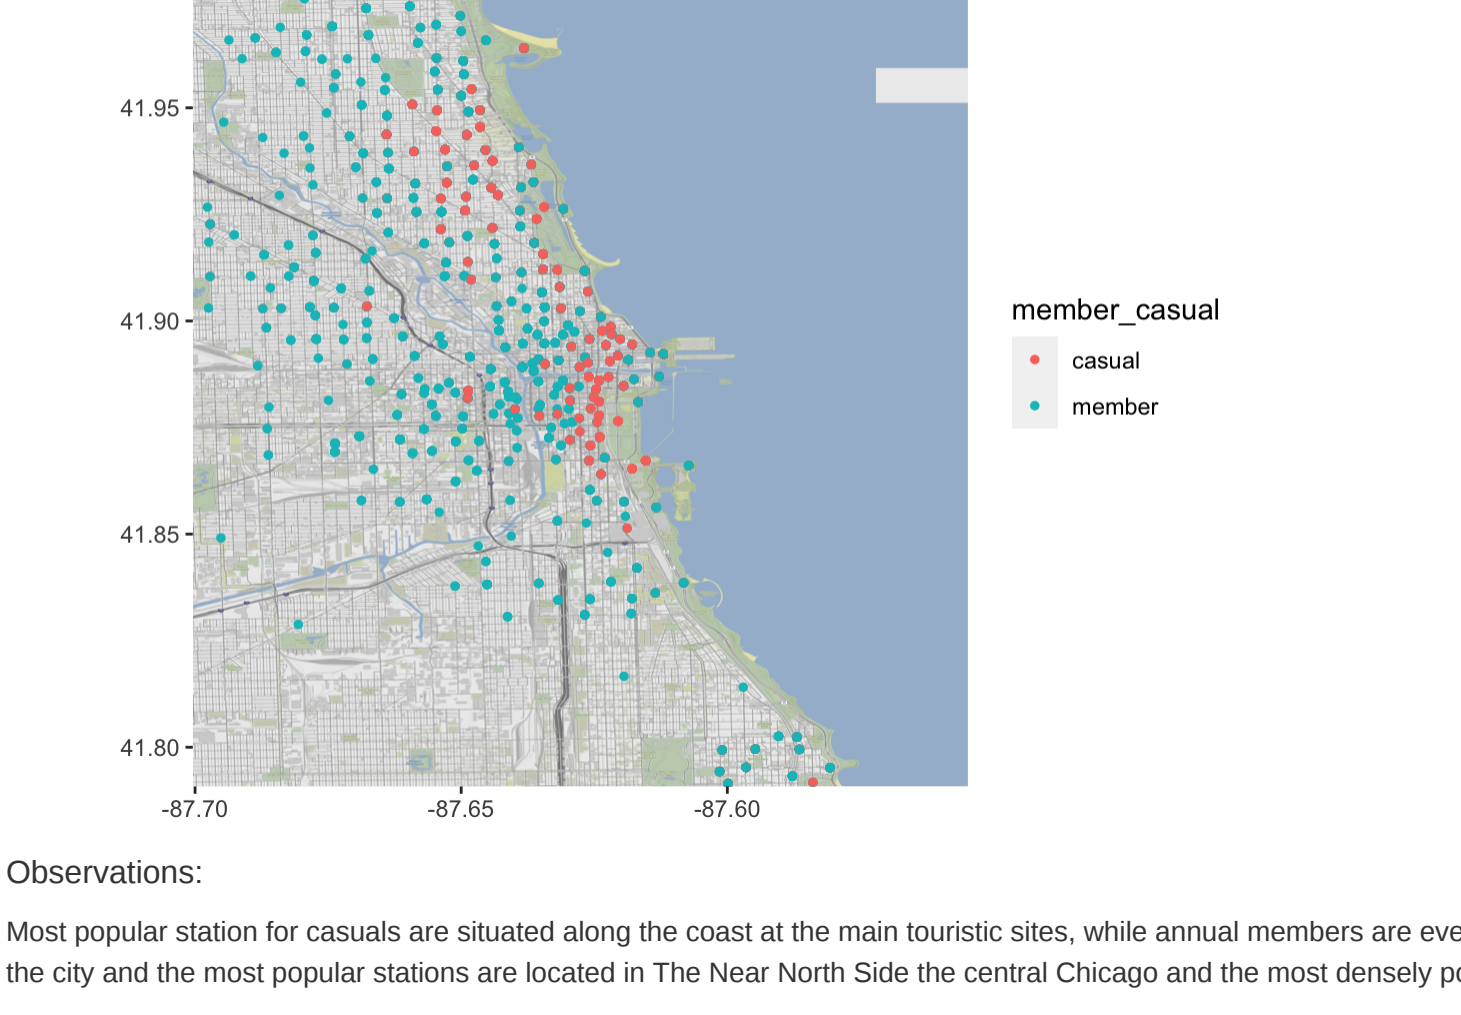 41.95
41.90
41.85
41.80
-87.70 -87.65 -87.60
member_casual
casual
member
Observations:
Most popular station for casuals are situated along the coast at the main touristic sites, while annual members are
the city and the most popular stations are located in The Near North Side the central Chicago and the most densely